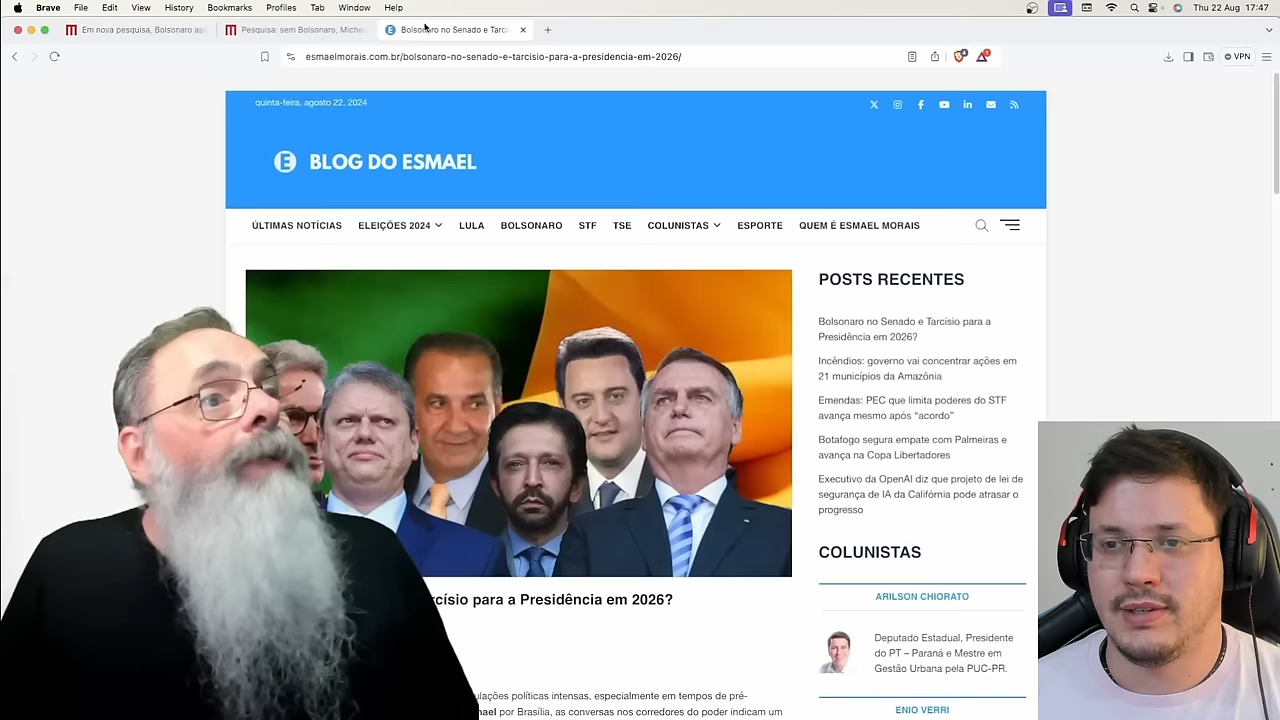 Brave File Edit View History Bookmarks Profiles Tab Window Help Thu 22 Aug 17:47
Em nova pesquisa, Bolsonaro ap
Pesquisa: sem Bolsonaro, Michel
Bolsonaro no Senado e Tarci
esmaelmorais.com.br/bolsonaro-no-senado-e-tarcisio-para-a-presidencia-em-2026/
4
1
VPN
quinta-feira, agosto 22, 2024
E BLOG DO ESMAEL
ÚLTIMAS NOTÍCIAS ELEIÇÕES 2024 LULA BOLSONARO STF TSE COLUNISTAS ESPORTE QUEM É ESMAEL MORAIS
POSTS RECENTES
Bolsonaro no Senado e Tarcísio para a
Presidência em 2026?
Incêndios: governo vai concentrar ações em
21 municípios da Amazônia
Emendas: PEC que limita poderes do STF
avança mesmo após “acordo”
Botafogo segura empate com Palmeiras e
avança na Copa Libertadores
Executivo da OpenAI diz que projeto de lei de
segurança de IA da Califórnia pode atrasar o
progresso
COLUNISTAS
ARILSON CHIORATO
Deputado Estadual, Presidente
do PT – Paraná e Mestre em
Gestão Urbana pela PUC-PR.
ENIO VERRI
rcísio para a Presidência em 2026?
ulações políticas intensas, especialmente em tempos de pré-
mael por Brasília, as conversas nos corredores do poder indicam um